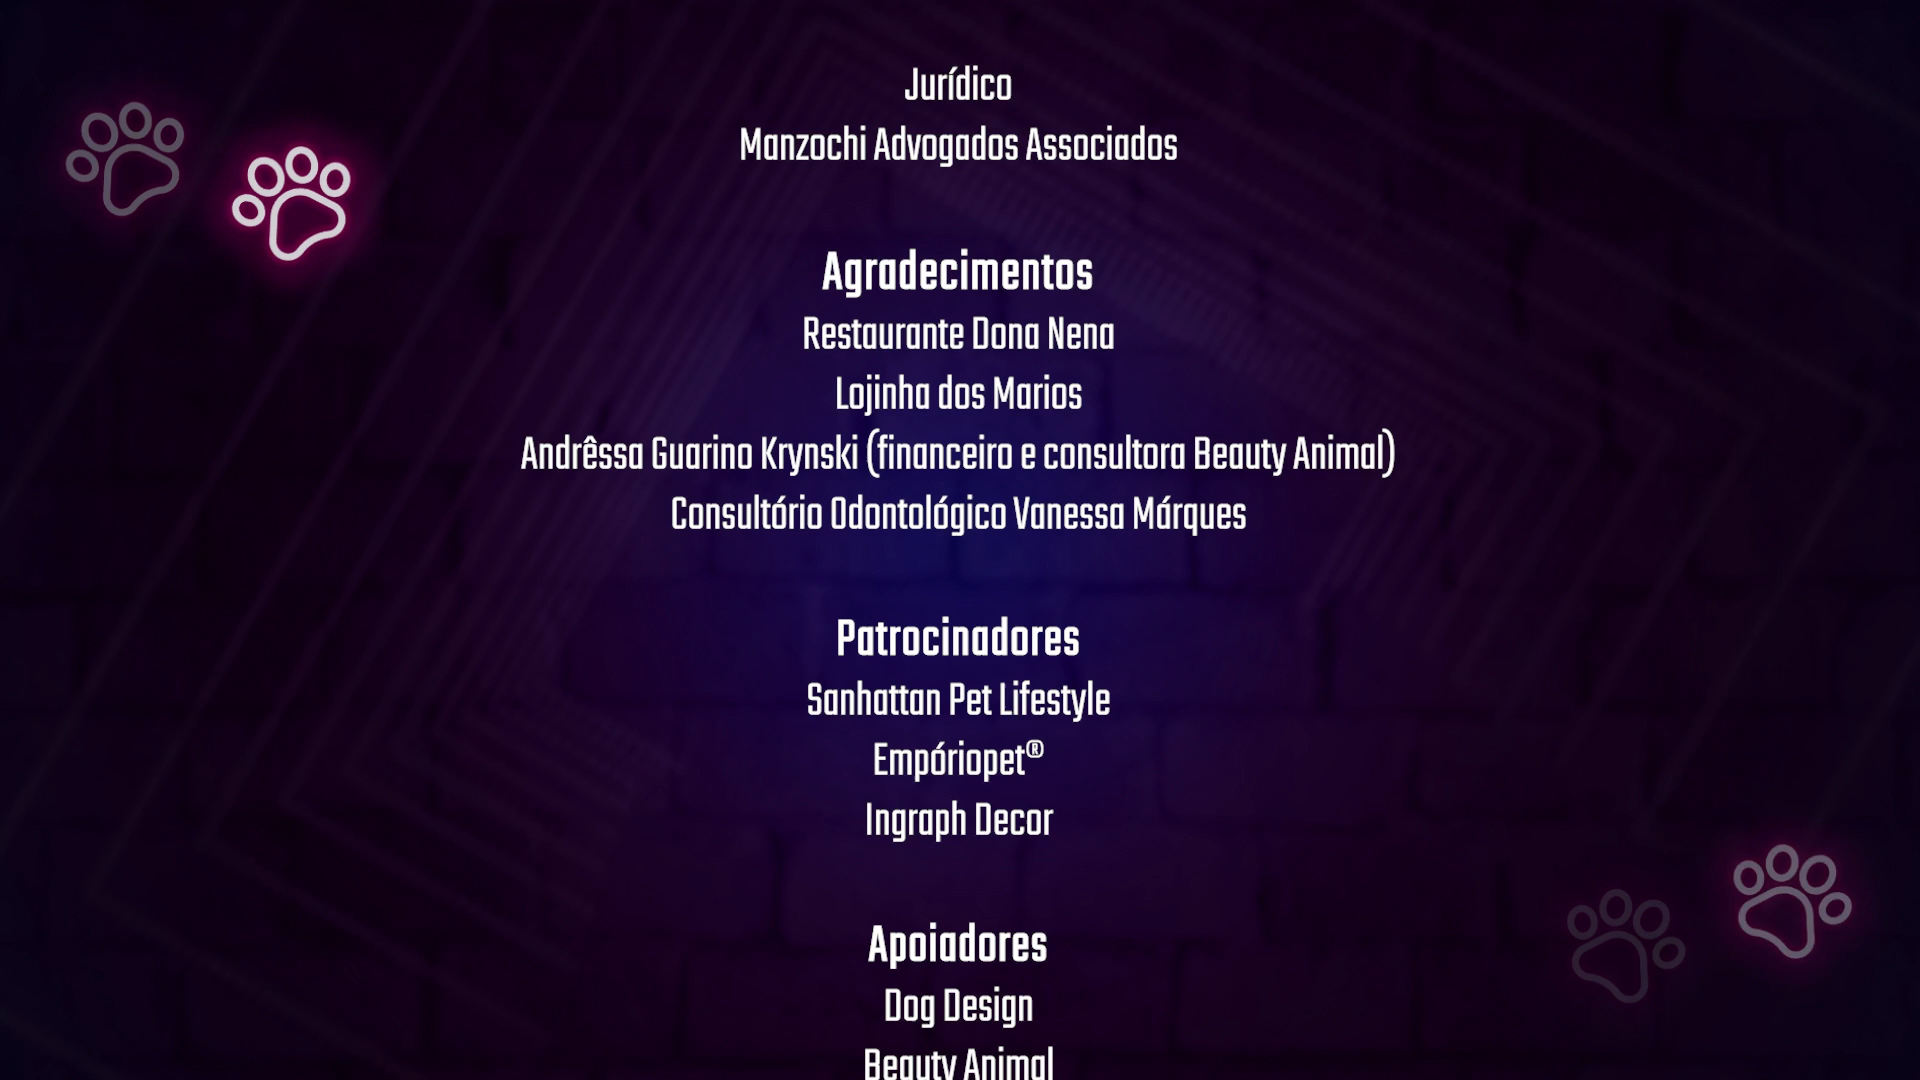 Jurídico
Manzochi Advogados Associados
Agradecimentos
Restaurante Dona Nena
Lojinha dos Marios
Andrêssa Guarino Krynski (financeiro e consultora Beauty Animal)
Consultório Odontológico Vanessa Márques
Patrocinadores
Sanhattan Pet Lifestyle
Empóriopet®
Ingraph Decor
Apoiadores
Dog Design
Beauty Animal